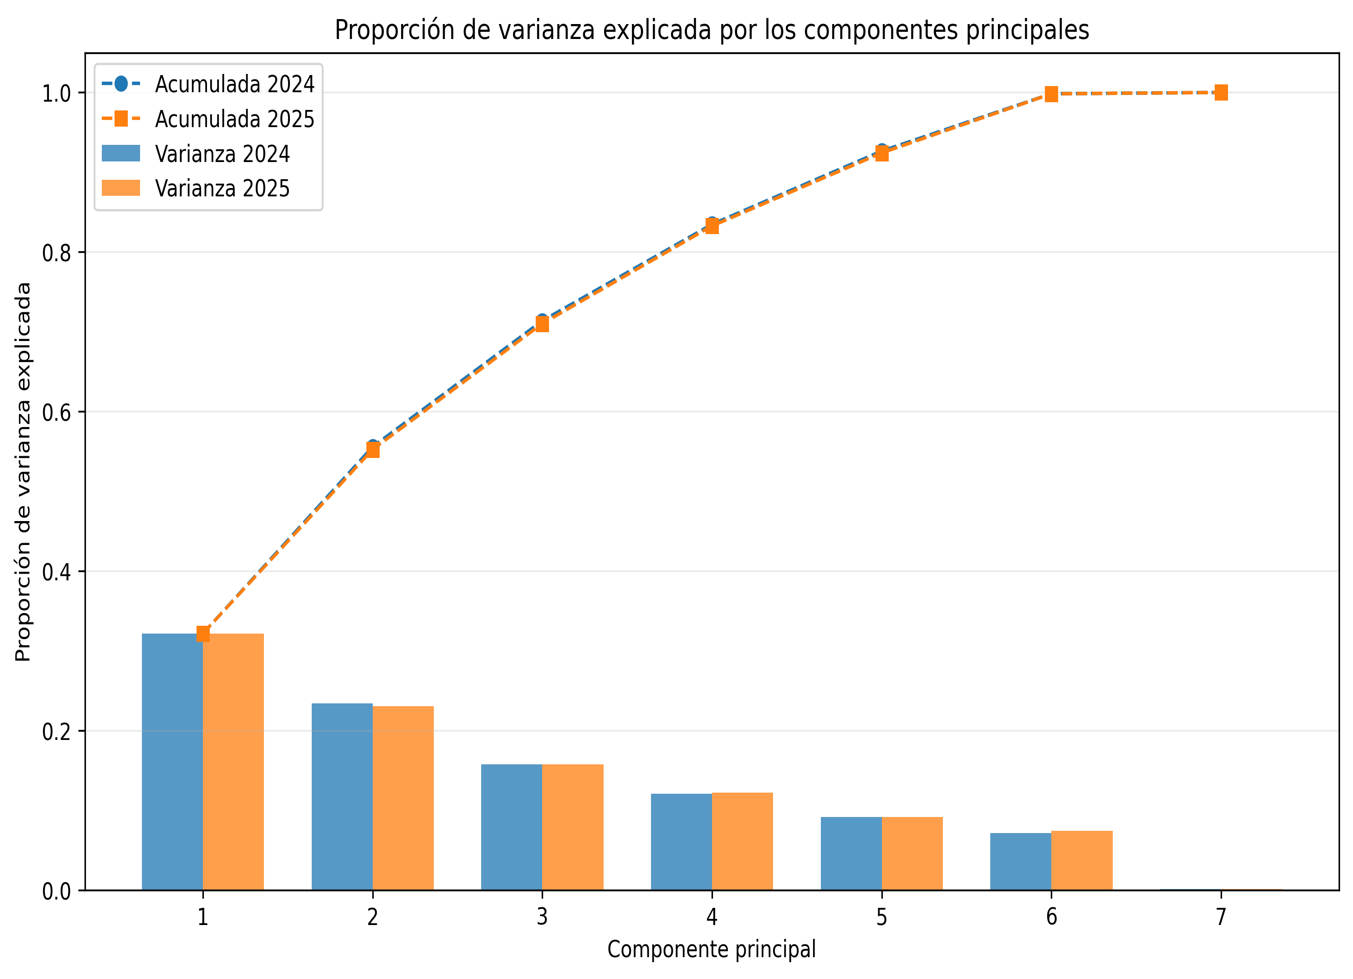 Proporción de varianza explicada por los componentes principales
Acumulada 2024
Acumulada 2025
Varianza 2024
Varianza 2025
Proporción de varianza explicada
1.0
0.8
0.6
0.4
0.2
0.0
1 2 3 4 5 6 7
Componente principal